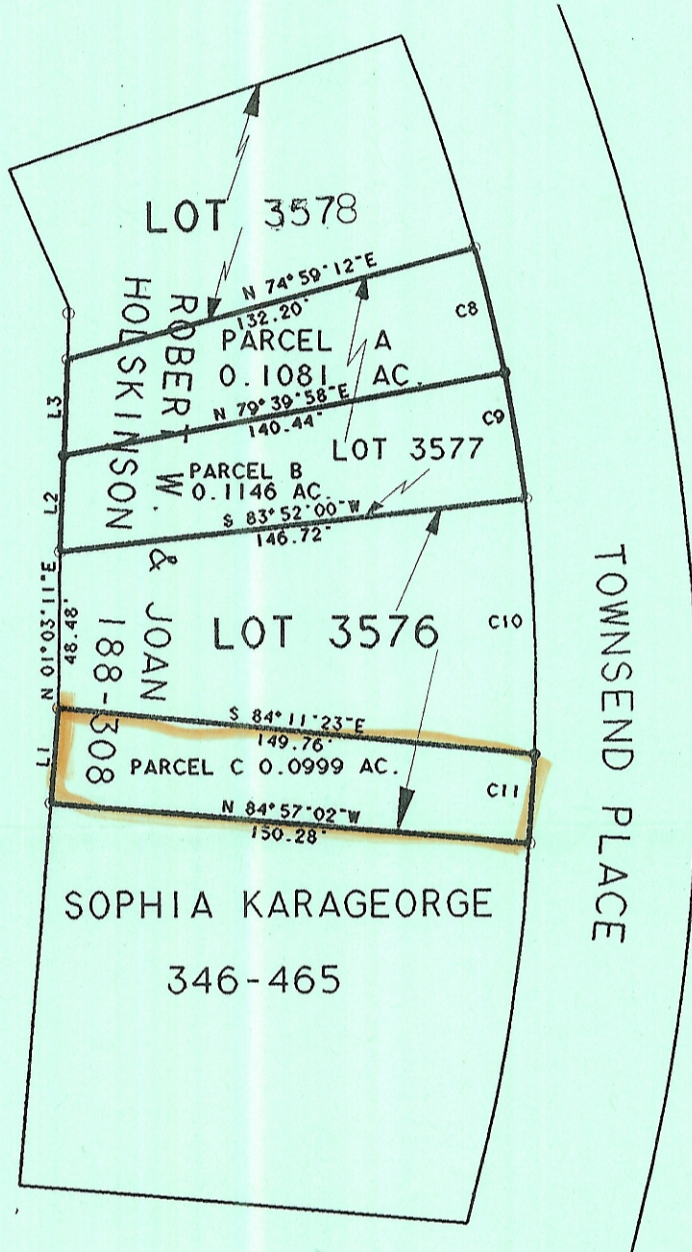 LOT 3578
N 74°59'12"E
132.20'
PARCEL A
0.1081 AC.
C8
N 79°39'58"E
140.44'
C9
LOT 3577
PARCEL B
0.1146 AC.
S 83°52'00"W
146.72'
L3
L2
N 01°03'11"E
48.48'
L1
ROBERT W. & JOAN
HOLSKINSON
188-308
LOT 3576
C10
S 84°11'23"E
149.76'
PARCEL C 0.0999 AC.
C11
N 84°57'02"W
150.28'
SOPHIA KARAGEORGE
346-465
TOWNSEND PLACE